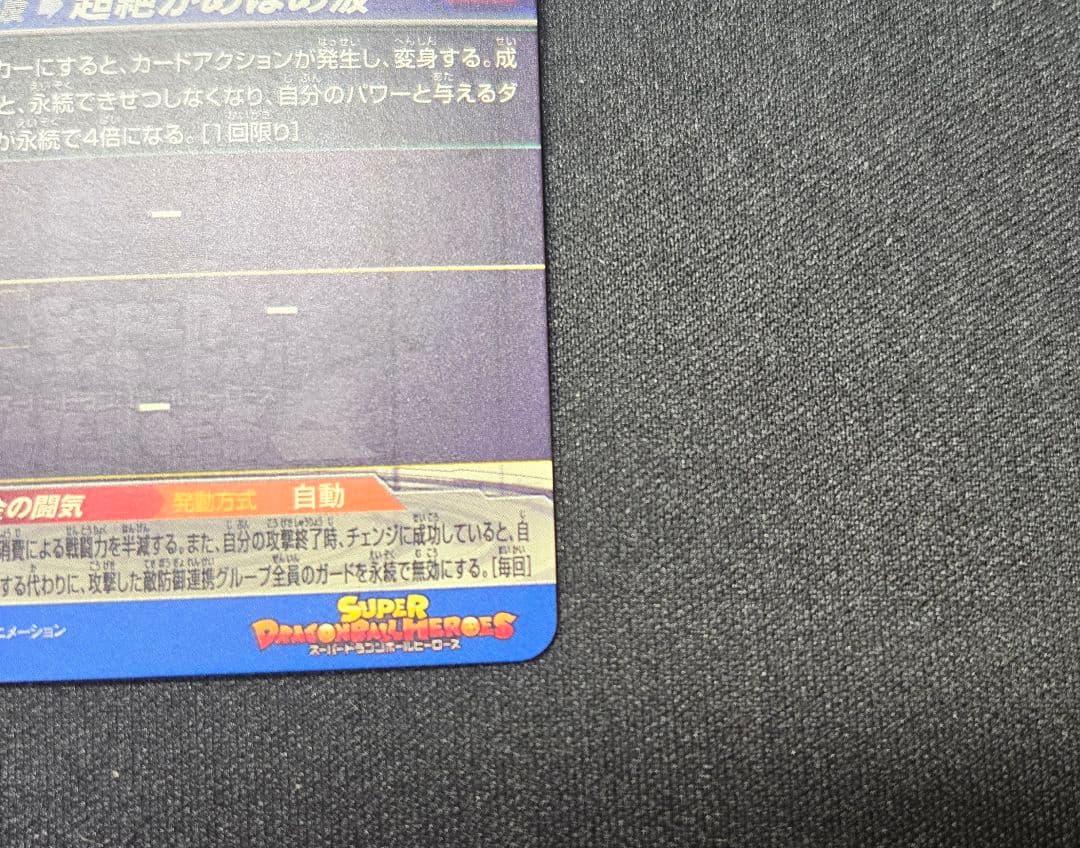 超絶かめはめ波
カーにすると、カードアクションが発生し、変身する。成
と、永続できぜつしなくなり、自分のパワーと与えるダ
が永続で4倍になる。[1回限り]
ー
ー
ー
の闘気 発動方式 自動
消費による戦闘力を半減する。また、自分の攻撃終了時、チェンジに成功していると、自
する代わりに、攻撃した敵防御連携グループ全員のガードを永続で無効にする。[毎回]
ニメーション
SUPER
DRAGONBALL HEROES
スーパードラゴンボールヒーローズ